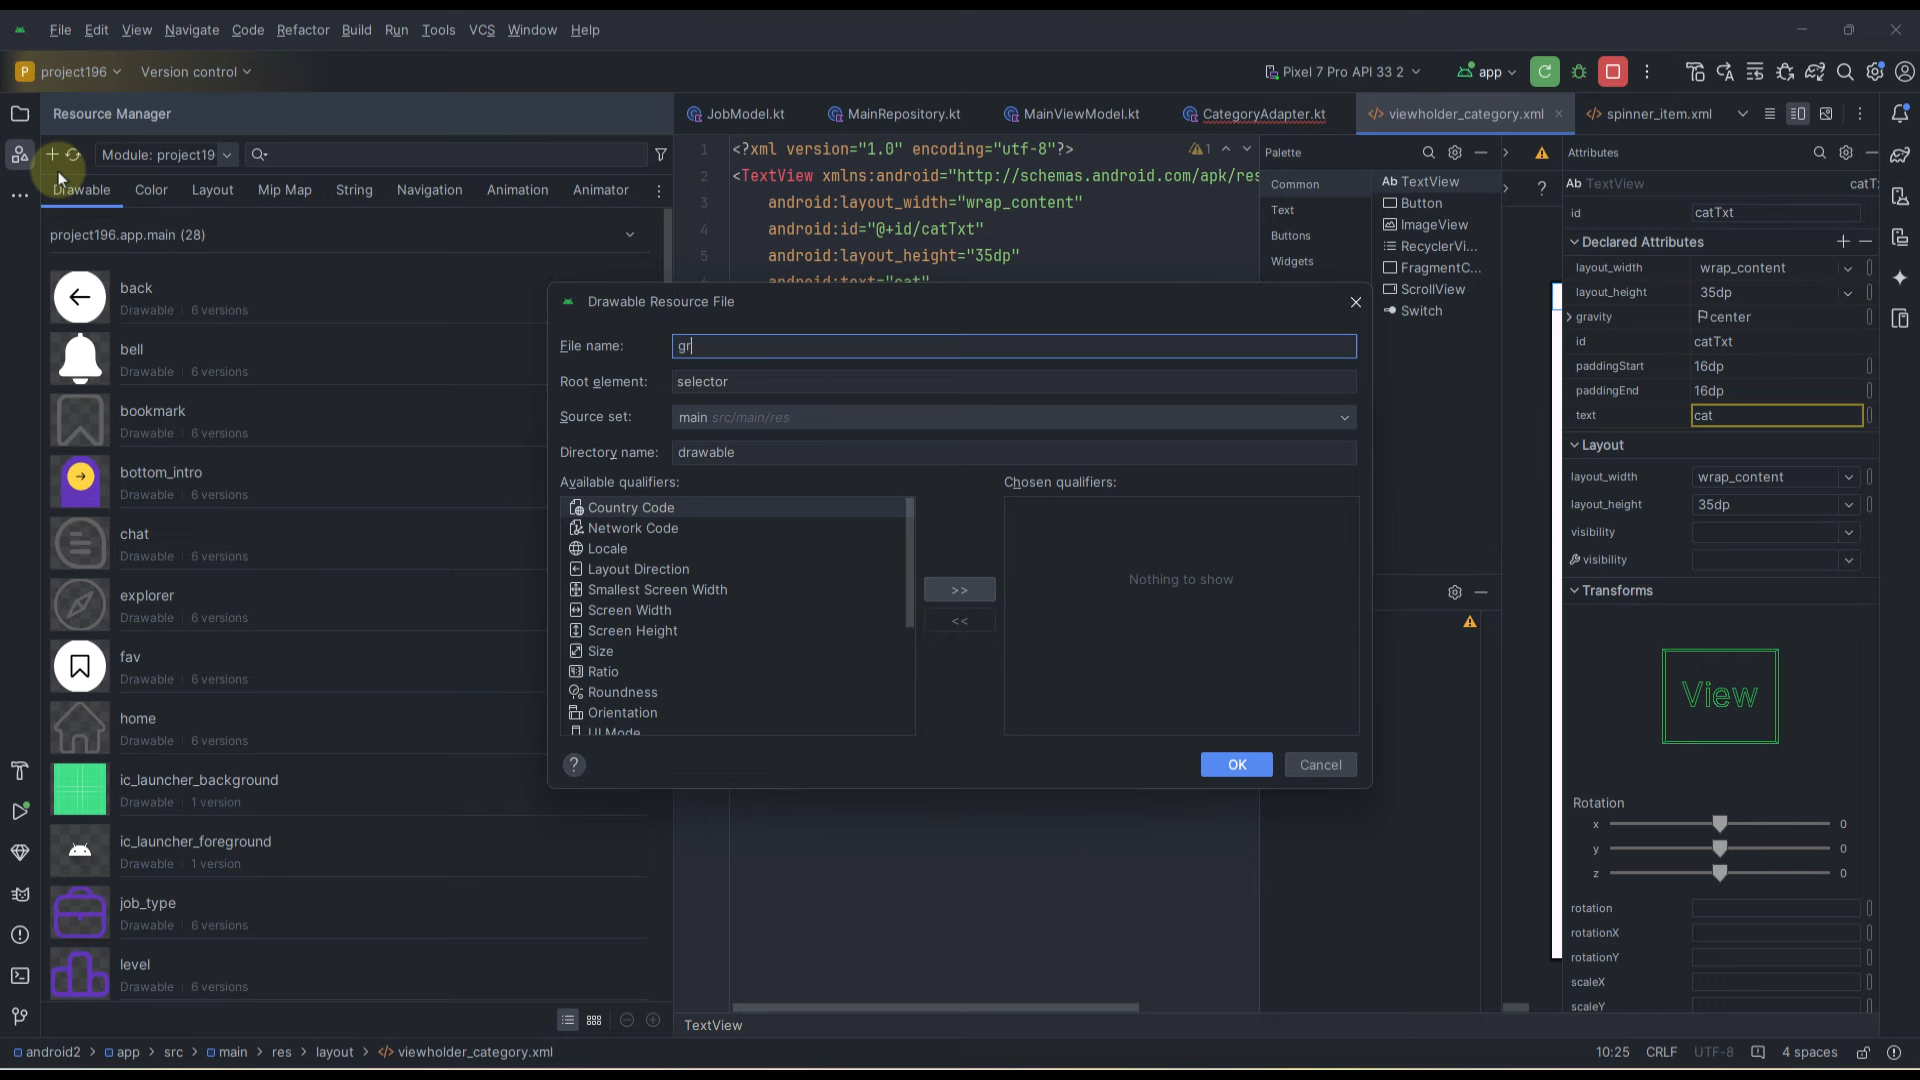 File Edit View Navigate Code Refactor Build Run Tools VCS Window Help
P project196 Version control Pixel 7 Pro API 33 2 app
Resource Manager
JobModel.kt MainRepository.kt MainViewModel.kt CategoryAdapter.kt viewholder_category.xml spinner_item.xml
Module: project19
Drawable Color Layout Mip Map String Navigation Animation Animator
project196.app.main (28)
back
Drawable 6 versions
bell
Drawable 6 versions
bookmark
Drawable 6 versions
bottom_intro
Drawable 6 versions
chat
Drawable 6 versions
explorer
Drawable 6 versions
fav
Drawable 6 versions
home
Drawable 6 versions
ic_launcher_background
Drawable 1 version
ic_launcher_foreground
Drawable 1 version
job_type
Drawable 6 versions
level
Drawable 6 versions
1 <?xml version="1.0" encoding="utf-8"?>
2 <TextView xmlns:android="http://schemas.android.com/apk/res
3 android:layout_width="wrap_content"
4 android:id="@+id/catTxt"
5 android:layout_height="35dp"
android:text="cat"
1
Drawable Resource File
File name: gr
Root element: selector
Source set: main src/main/res
Directory name: drawable
Available qualifiers:
Country Code
Network Code
Locale
Layout Direction
Smallest Screen Width
Screen Width
Screen Height
Size
Ratio
Roundness
Orientation
UI Mode
>>
<<
Chosen qualifiers:
Nothing to show
?
OK
Cancel
Palette
Common
Text
Buttons
Widgets
Ab TextView
Button
ImageView
RecyclerVi...
FragmentC...
ScrollView
Switch
?
Attributes
Ab TextView catTx
id catTxt
Declared Attributes
layout_width wrap_content
layout_height 35dp
gravity center
id catTxt
paddingStart 16dp
paddingEnd 16dp
text cat
Layout
layout_width wrap_content
layout_height 35dp
visibility
visibility
Transforms
View
Rotation
x 0
y 0
z 0
rotation
rotationX
rotationY
scaleX
scaleY
TextView
android2 > app > src > main > res > layout > viewholder_category.xml
10:25 CRLF UTF-8 4 spaces